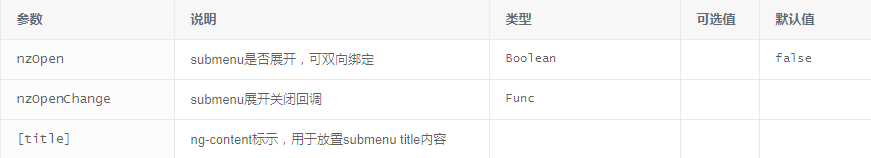 参数 说明 类型 可选值 默认值
nzOpen submenu是否展开，可双向绑定 Boolean false
nzOpenChange submenu展开关闭回调 Func
[title] ng-content标示，用于放置submenu title内容